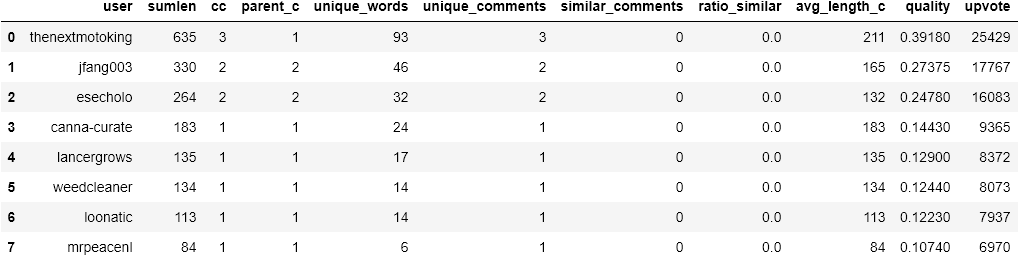 user sumlen cc parent_c unique_words unique_comments similar_comments ratio_similar avg_length_c quality upvote
0 thenextmotoking 635 3 1 93 3 0 0.0 211 0.39180 25429
1 jfang003 330 2 2 46 2 0 0.0 165 0.27375 17767
2 esecholo 264 2 2 32 2 0 0.0 132 0.24780 16083
3 canna-curate 183 1 1 24 1 0 0.0 183 0.14430 9365
4 lancergrows 135 1 1 17 1 0 0.0 135 0.12900 8372
5 weedcleaner 134 1 1 14 1 0 0.0 134 0.12440 8073
6 loonatic 113 1 1 14 1 0 0.0 113 0.12230 7937
7 mrpeacenl 84 1 1 6 1 0 0.0 84 0.10740 6970